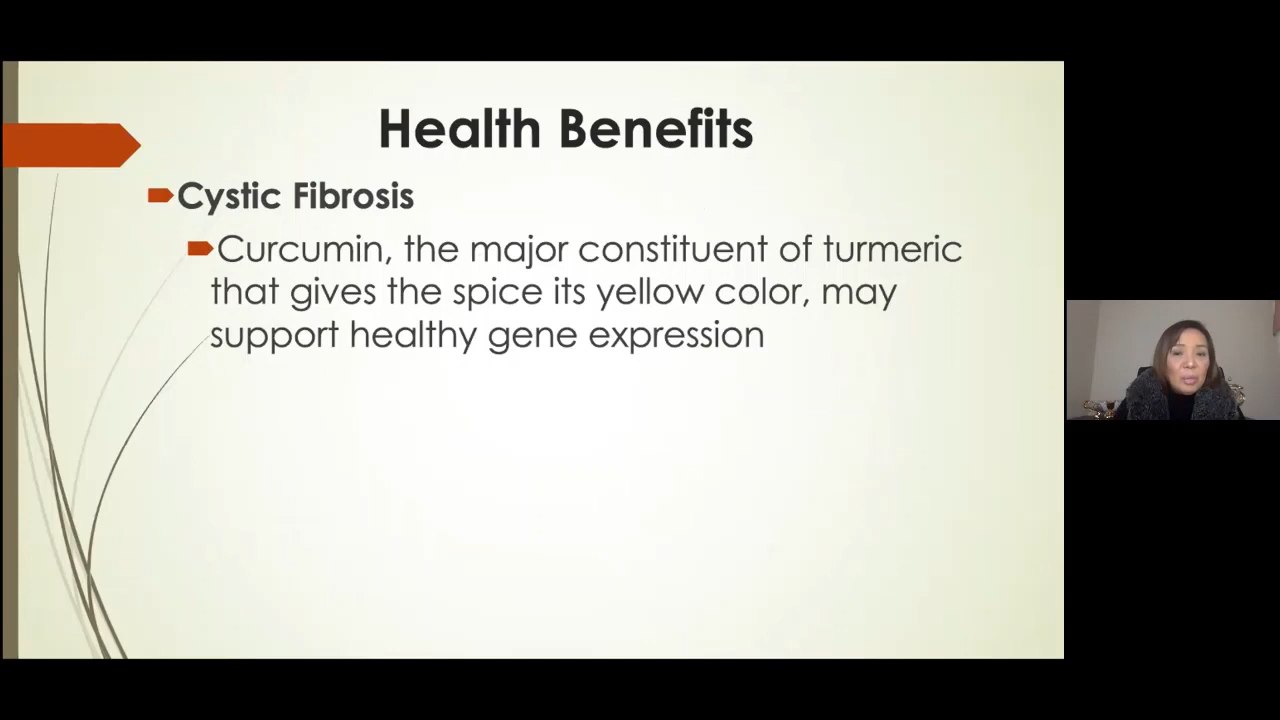 Health Benefits
Cystic Fibrosis
Curcumin, the major constituent of turmeric
that gives the spice its yellow color, may
support healthy gene expression